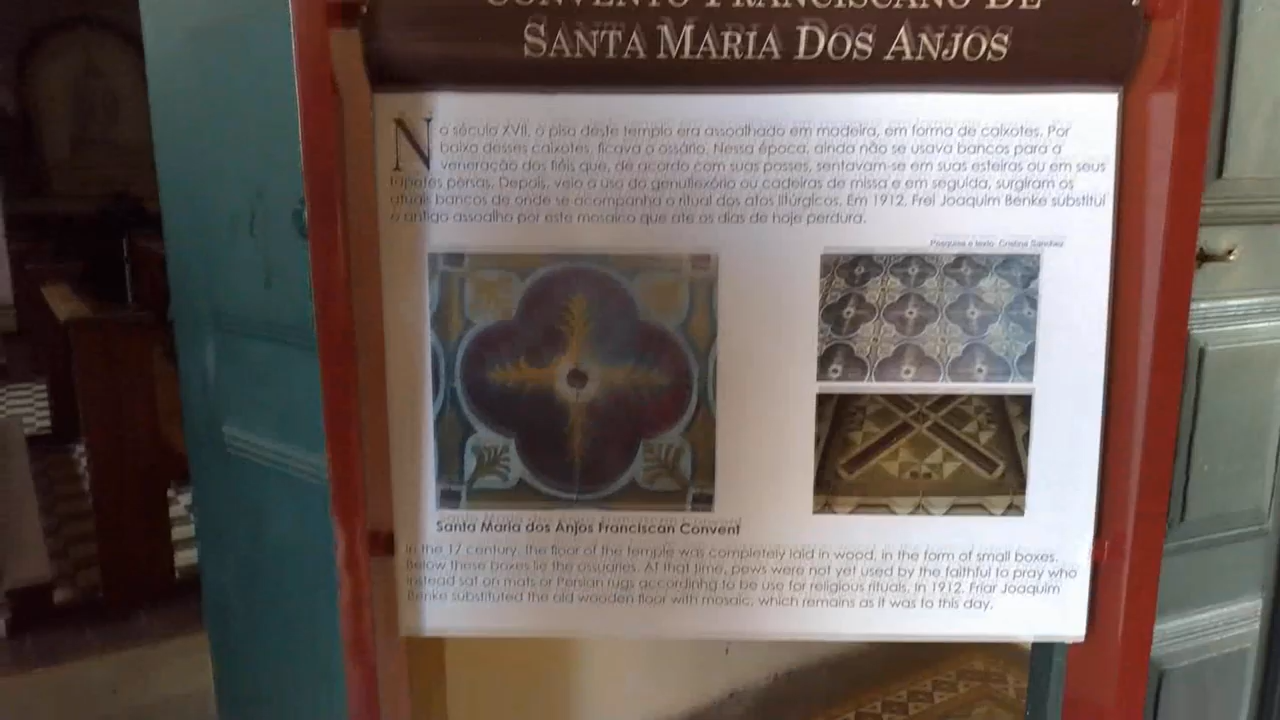 CONVENTO FRANCISCANO DE
SANTA MARIA DOS ANJOS
No século XVII, o piso deste templo era assoalhado em madeira, em forma de caixotes. Por
baixo desses caixotes, ficava o ossário. Nessa época, ainda não se usava bancos para a
veneração dos fiéis que, de acordo com suas posses, sentavam-se em suas esteiras ou em seus
tapetes persas. Depois, veio o uso do genuflexório ou cadeiras de missa e em seguida, surgiram os
atuais bancos de onde se acompanha o ritual dos atos litúrgicos. Em 1912, Frei Joaquim Benke substitui
o antigo assoalho por este mosaico que ate os dias de hoje perdura.
Pesquisa e texto: Cristina Sanchez
Santa Maria dos Anjos Franciscan Convent
In the 17 century, the floor of the temple was completely laid in wood, in the form of small boxes.
Below these boxes lie the ossuaries. At that time, pews were not yet used by the faithful to pray who
instead sat on mats or Persian rugs accordinhg to be use for religious rituals. In 1912, Friar Joaquim
Benke substituted the old wooden floor with mosaic, which remains as it was to this day.